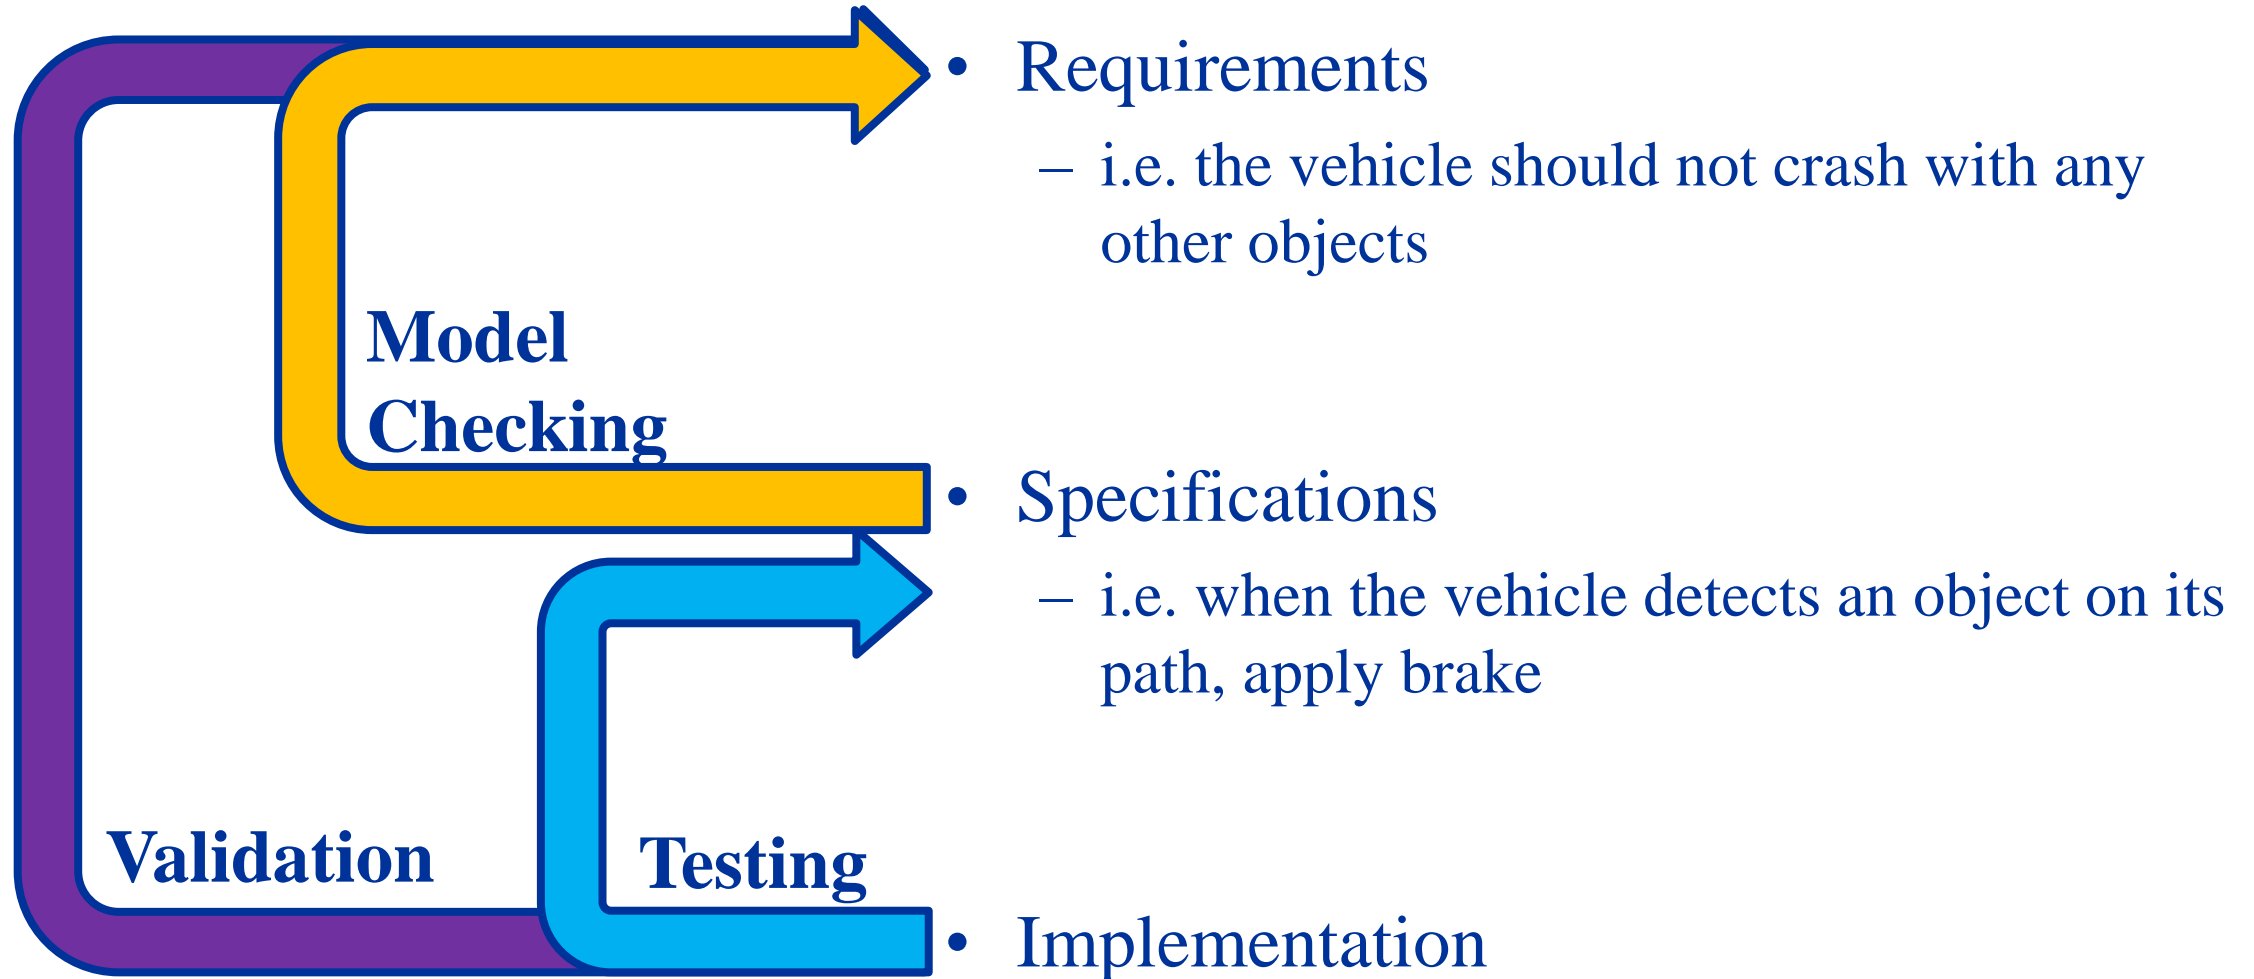 • Requirements
– i.e. the vehicle should not crash with any
other objects
Model
Checking
• Specifications
– i.e. when the vehicle detects an object on its
path, apply brake
Validation
Testing
• Implementation